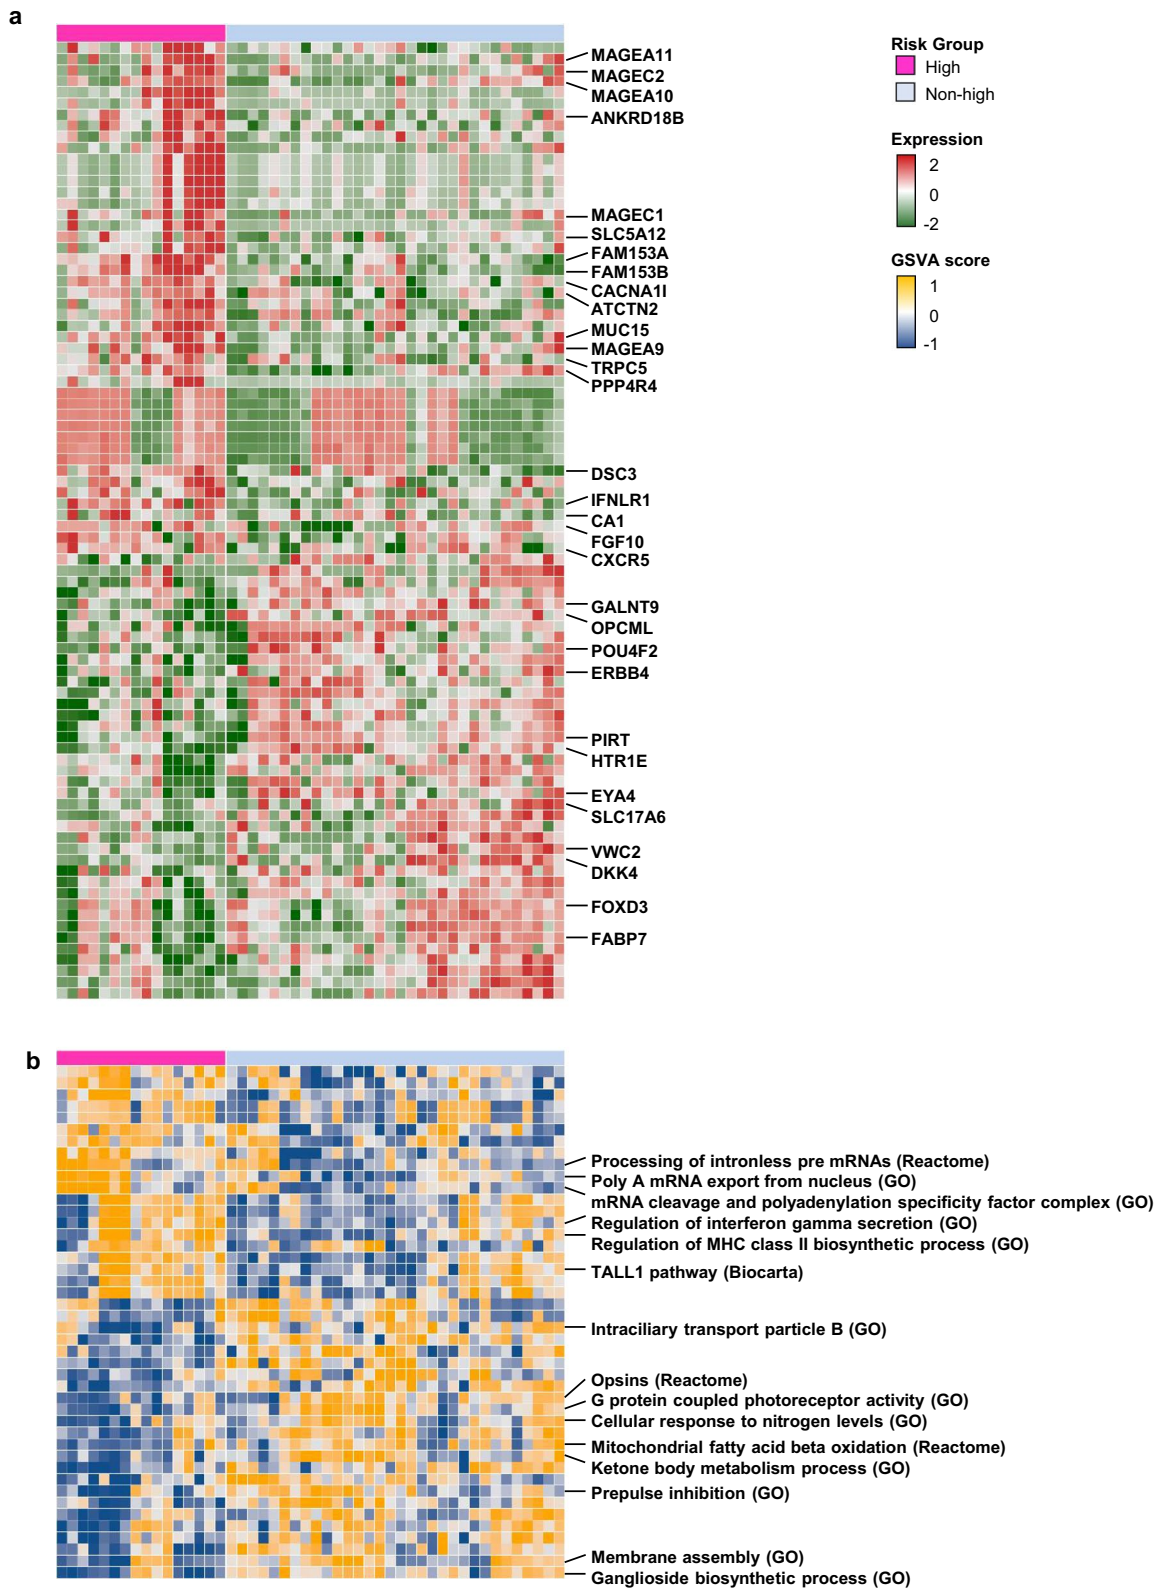 a
MAGEA11
MAGEC2
MAGEA10
ANKRD18B
MAGEC1
SLC5A12
FAM153A
FAM153B
CACNA1I
ATCTN2
MUC15
MAGEA9
TRPC5
PPP4R4
DSC3
IFNLR1
CA1
FGF10
CXCR5
GALNT9
OPCML
POU4F2
ERBB4
PIRT
HTR1E
EYA4
SLC17A6
VWC2
DKK4
FOXD3
FABP7
Risk Group
High
Non-high
Expression
2
0
-2
GSVA score
1
0
-1
b
Processing of intronless pre mRNAs (Reactome)
Poly A mRNA export from nucleus (GO)
mRNA cleavage and polyadenylation specificity factor complex (GO)
Regulation of interferon gamma secretion (GO)
Regulation of MHC class II biosynthetic process (GO)
TALL1 pathway (Biocarta)
Intraciliary transport particle B (GO)
Opsins (Reactome)
G protein coupled photoreceptor activity (GO)
Cellular response to nitrogen levels (GO)
Mitochondrial fatty acid beta oxidation (Reactome)
Ketone body metabolism process (GO)
Prepulse inhibition (GO)
Membrane assembly (GO)
Ganglioside biosynthetic process (GO)